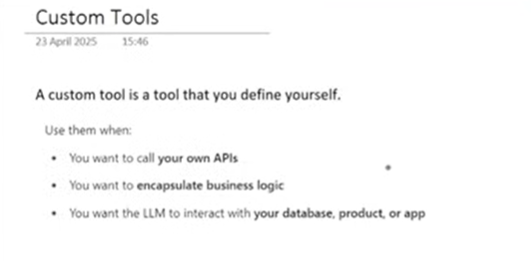 Custom Tools
23 April 2025 15:46
A custom tool is a tool that you define yourself.
Use them when:
• You want to call your own APIs
• You want to encapsulate business logic
• You want the LLM to interact with your database, product, or app